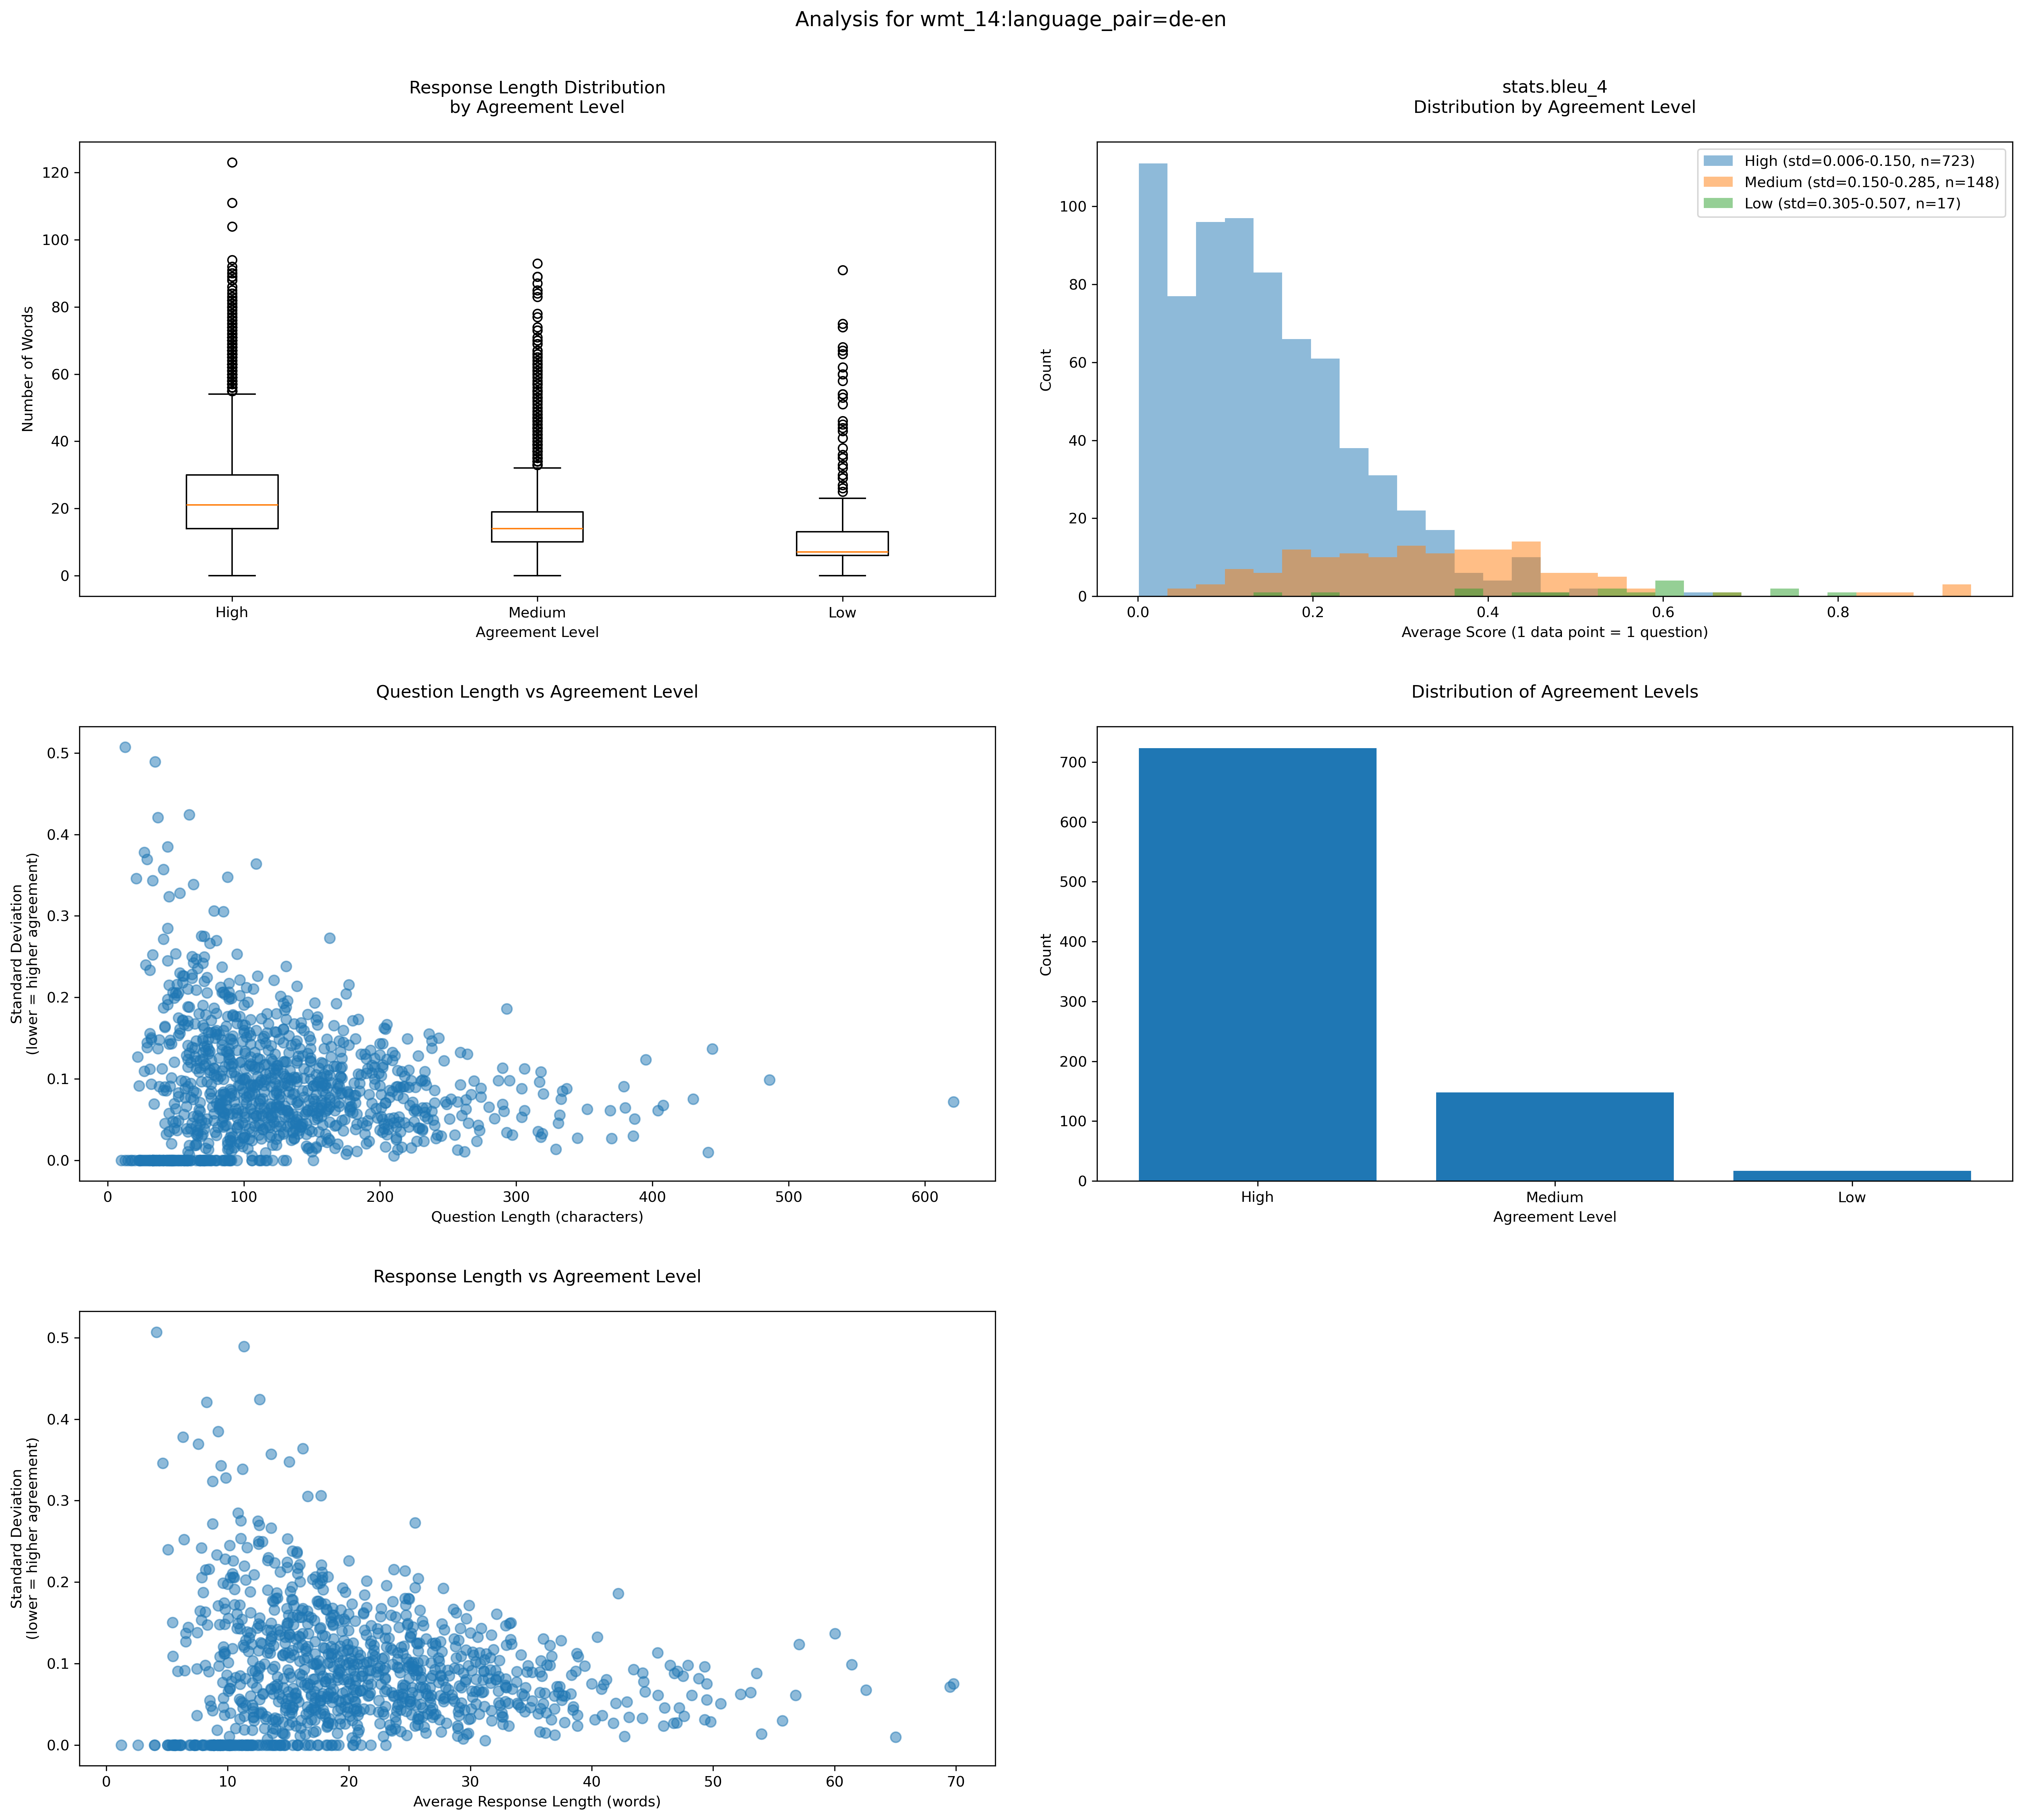 Analysis for wmt_14:language_pair=de-en
Response Length Distribution
by Agreement Level
120
100
80
60
40
20
0
Number of Words
High
Medium
Low
Agreement Level
stats.bleu_4
Distribution by Agreement Level
High (std=0.006-0.150, n=723)
Medium (std=0.150-0.285, n=148)
Low (std=0.305-0.507, n=17)
100
80
60
40
20
0
Count
0.0
0.2
0.4
0.6
0.8
Average Score (1 data point = 1 question)
Question Length vs Agreement Level
0.5
0.4
0.3
0.2
0.1
0.0
Standard Deviation
(lower = higher agreement)
0
100
200
300
400
500
600
Question Length (characters)
Distribution of Agreement Levels
700
600
500
400
300
200
100
0
Count
High
Medium
Low
Agreement Level
Response Length vs Agreement Level
0.5
0.4
0.3
0.2
0.1
0.0
Standard Deviation
(lower = higher agreement)
0
10
20
30
40
50
60
70
Average Response Length (words)